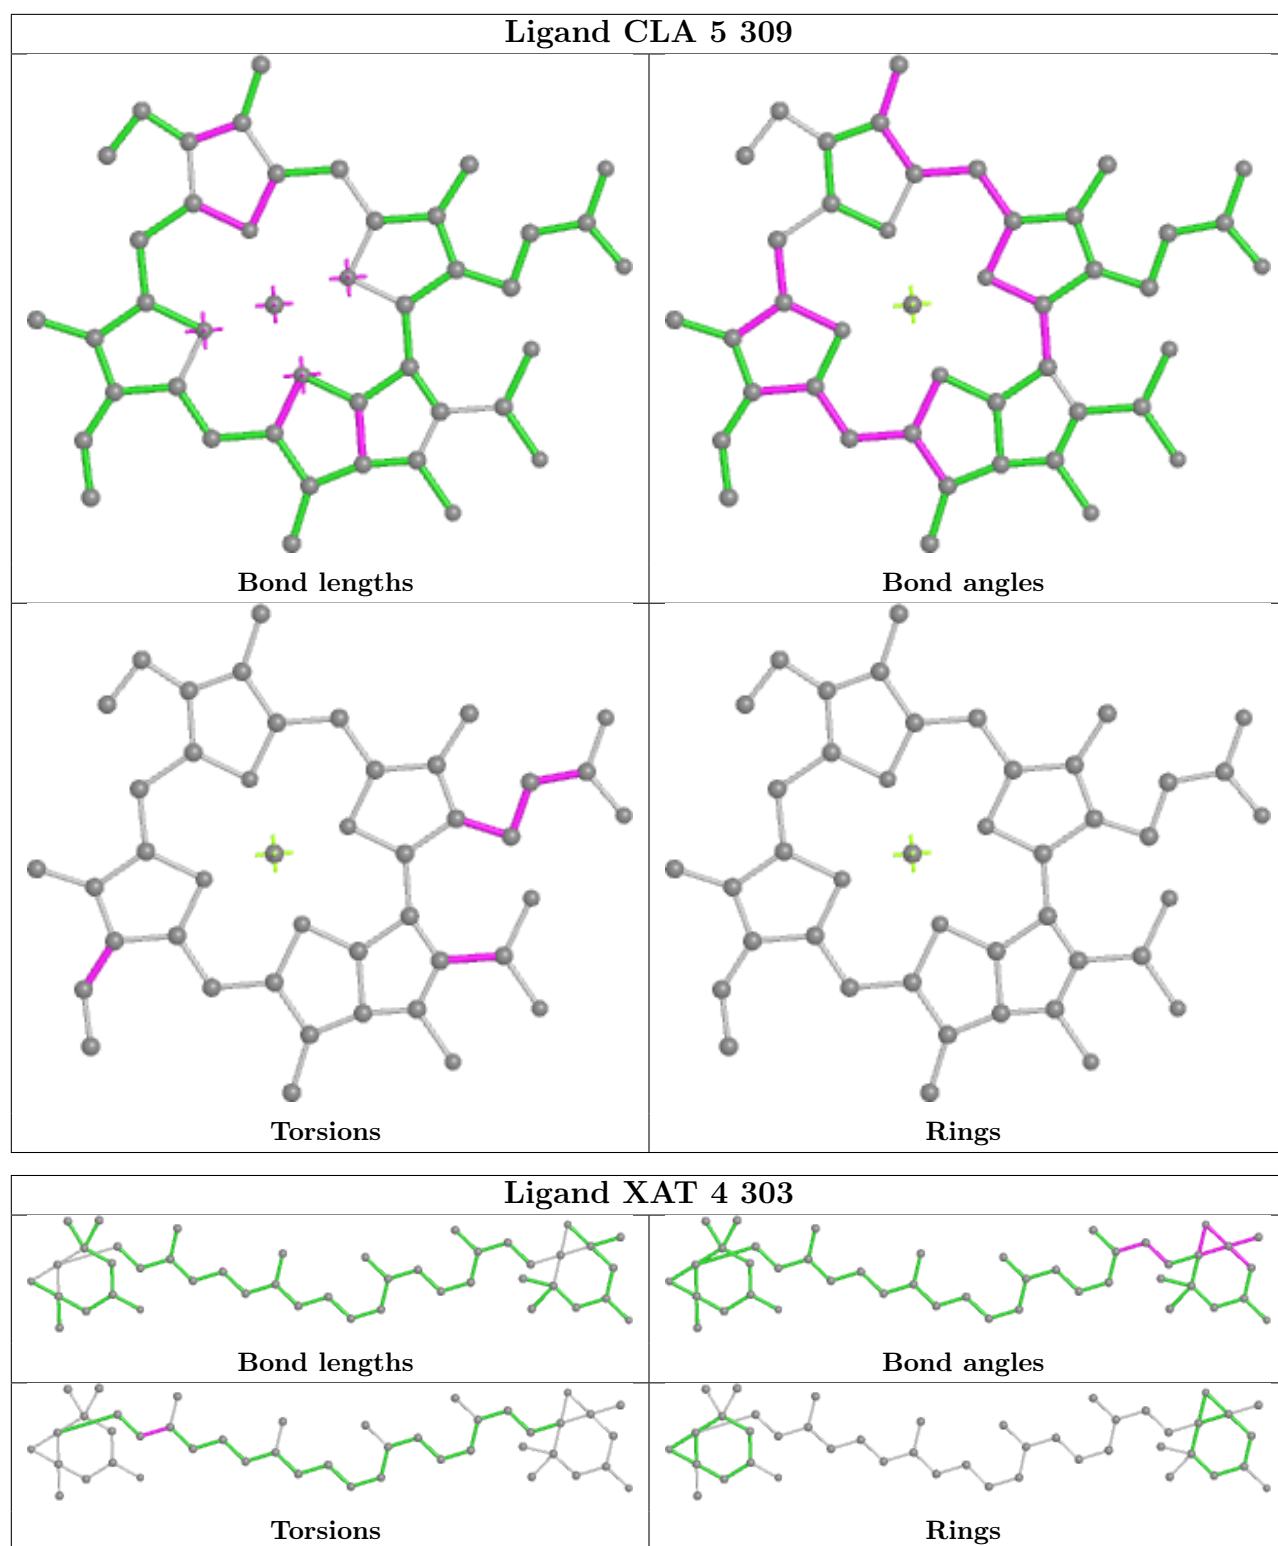 Ligand CLA 5 309
Bond lengths
Bond angles
Torsions
Rings
Ligand XAT 4 303
Bond lengths
Bond angles
Torsions
Rings